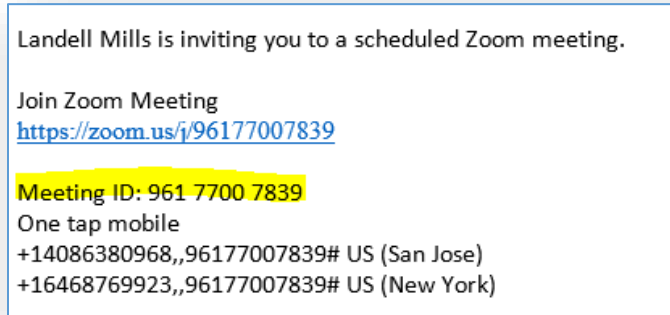 Landell Mills is inviting you to a scheduled Zoom meeting.
Join Zoom Meeting
https://zoom.us/j/96177007839
Meeting ID: 961 7700 7839
One tap mobile
+14086380968,,96177007839# US (San Jose)
+16468769923,,96177007839# US (New York)